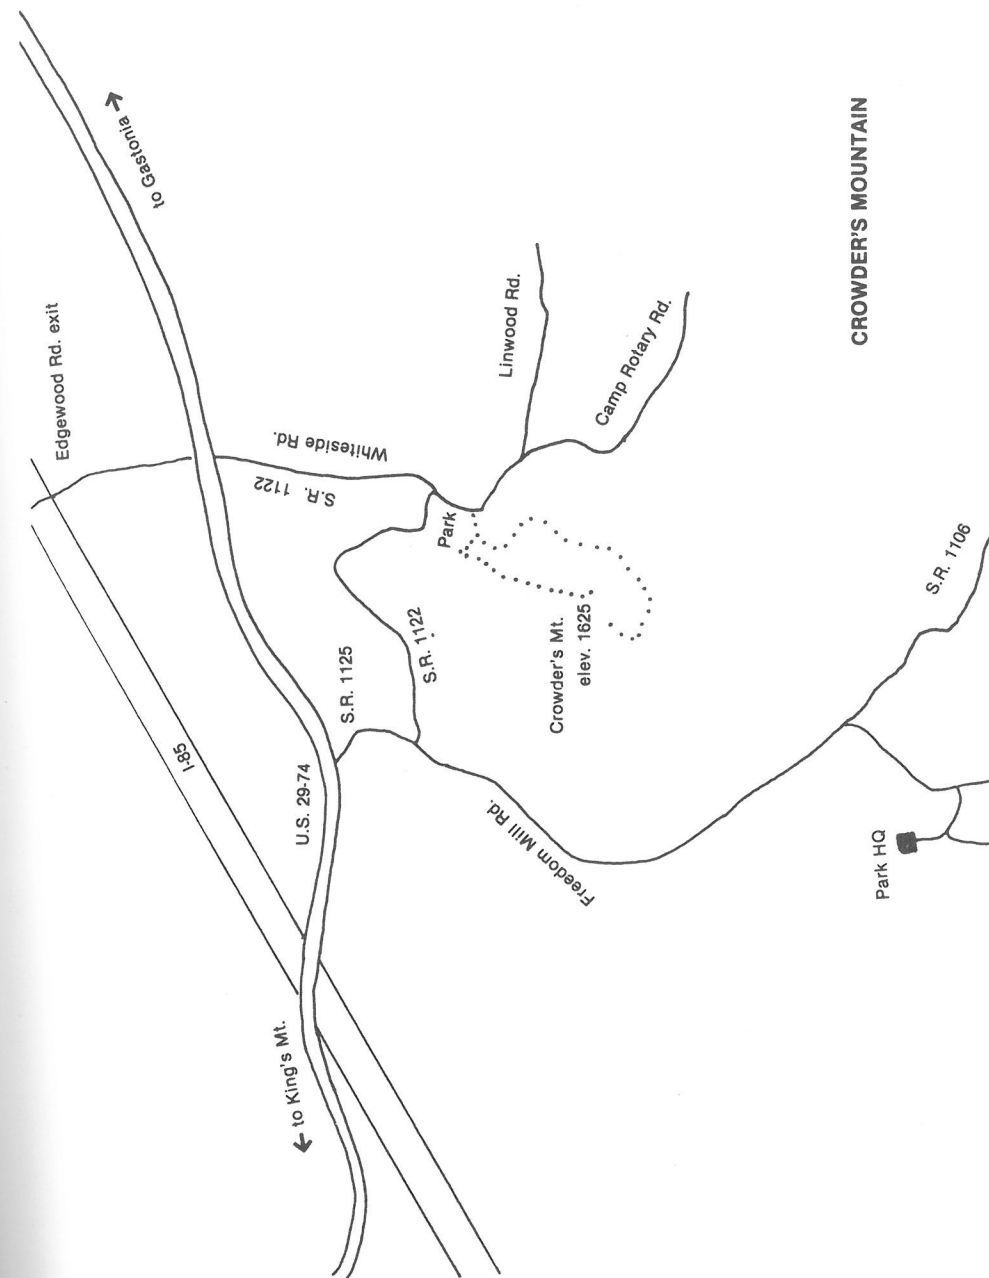 to Gastonia →
Edgewood Rd. exit
Linwood Rd.
Camp Rotary Rd.
CROWDER'S MOUNTAIN
Whiteside Rd.
S.R. 1122
Park
S.R. 1122
S.R. 1125
Crowder's Mt.
elev. 1625
S.R. 1106
I-85
U.S. 29-74
Freedom Mill Rd.
Park HQ
← to King's Mt.